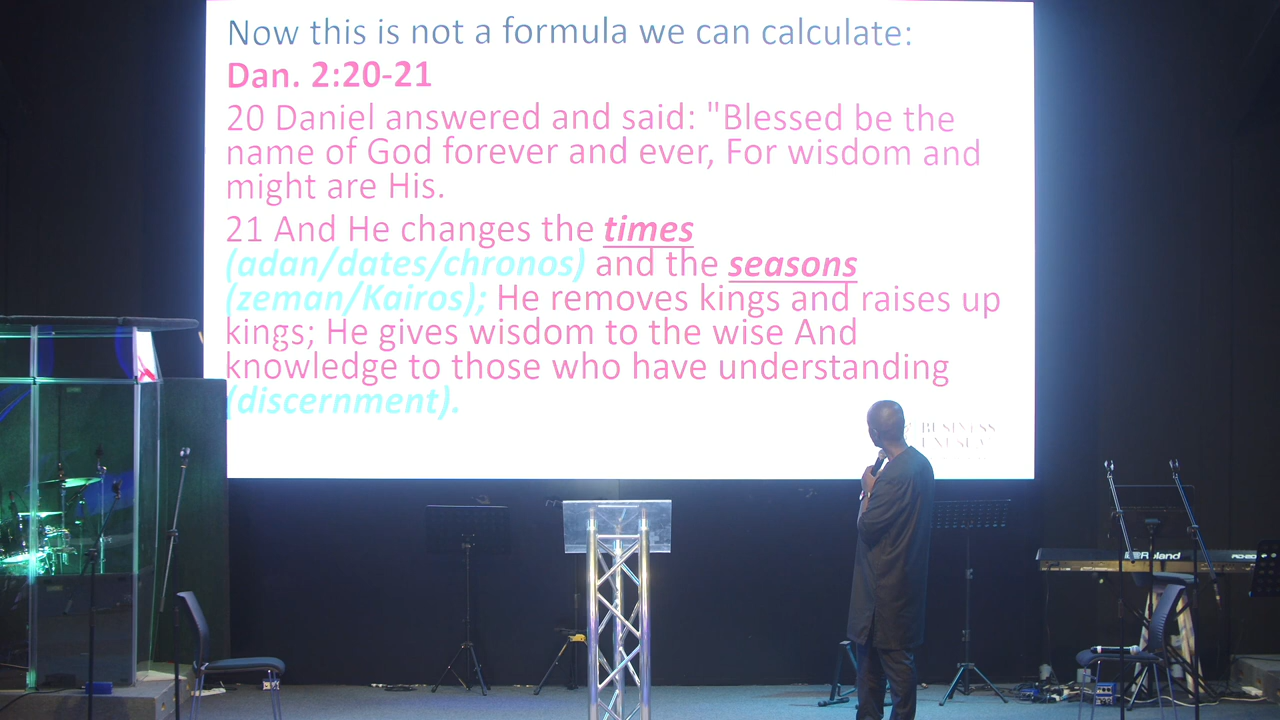 Now this is not a formula we can calculate:
Dan. 2:20-21
20 Daniel answered and said: "Blessed be the
name of God forever and ever, For wisdom and
might are His.
21 And He changes the times
(adan/dates/chronos) and the seasons
(zeman/Kairos); He removes kings and raises up
kings; He gives wisdom to the wise And
knowledge to those who have understanding
(discernment).
BUSINESS
Roland